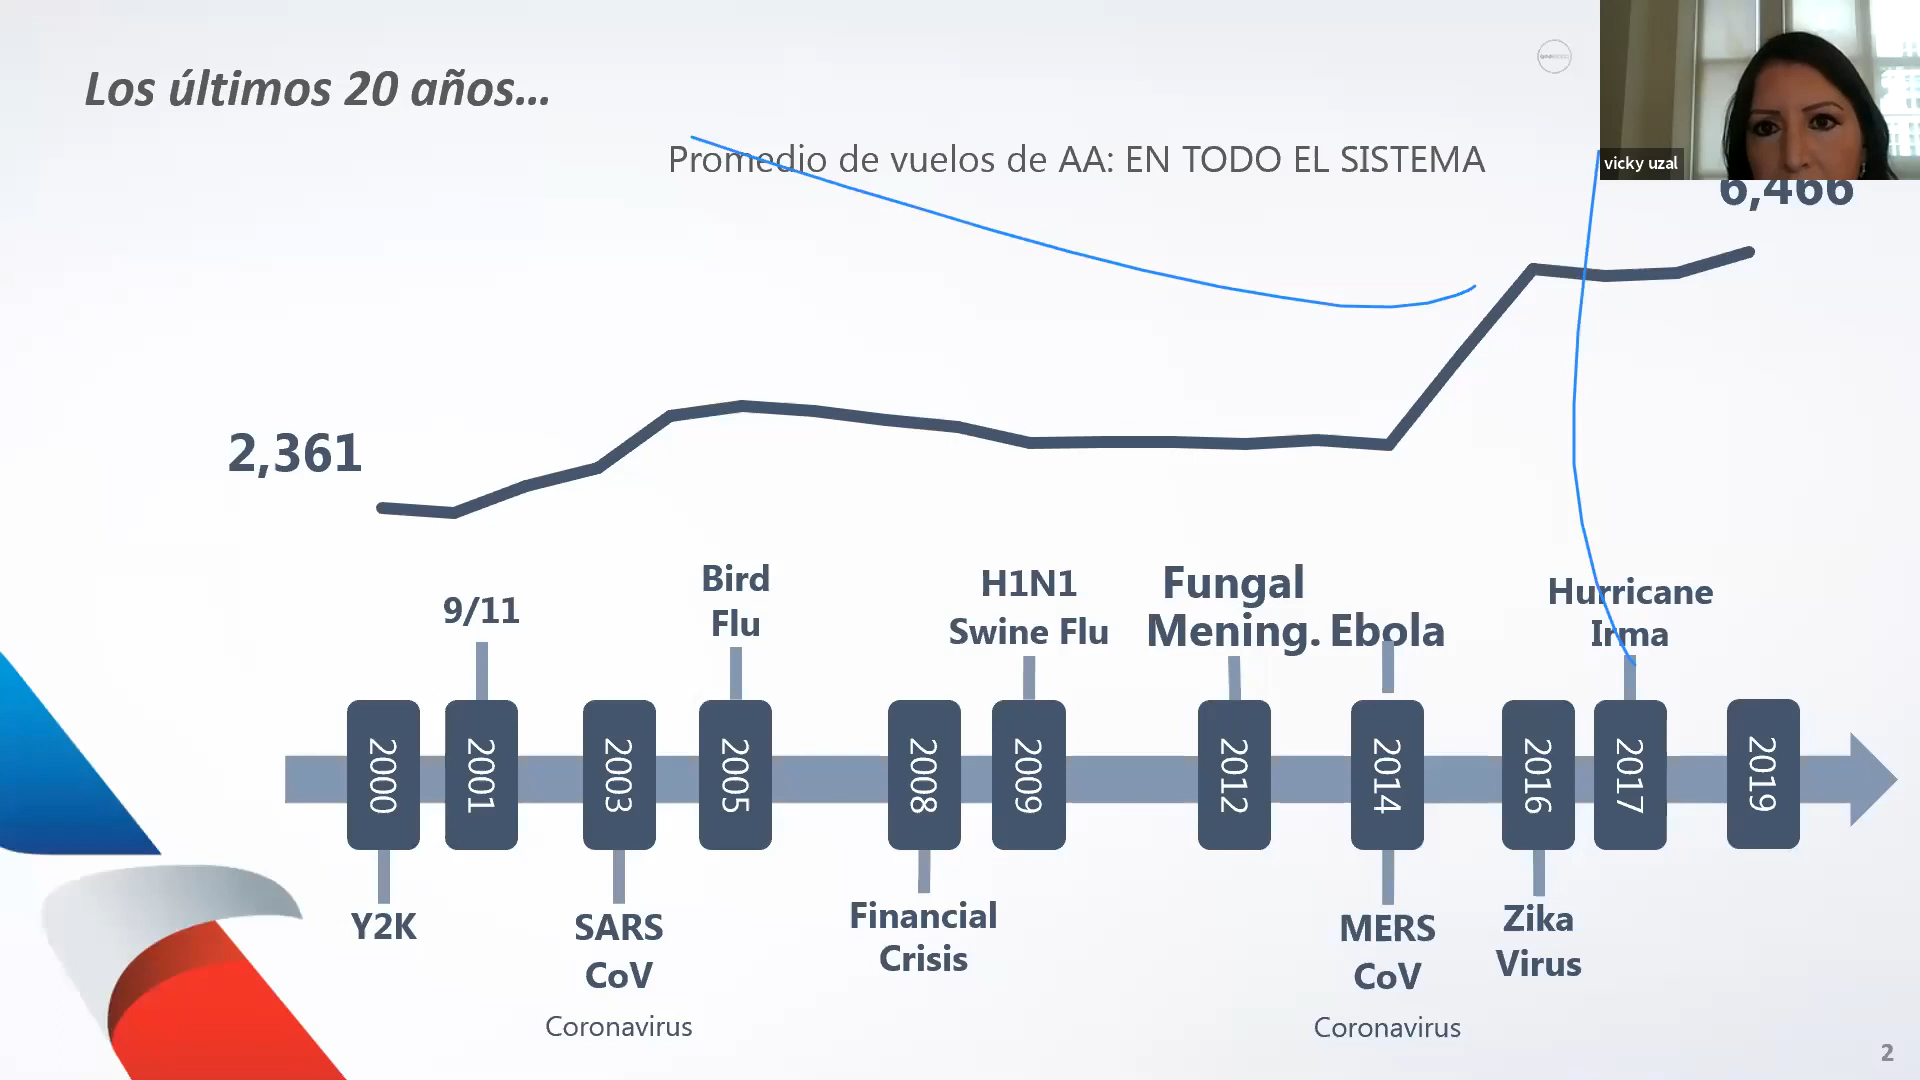 Los últimos 20 años...
Promedio de vuelos de AA: EN TODO EL SISTEMA
vicky uzal
6,466
2,361
9/11
Bird
Flu
H1N1
Swine Flu
Fungal
Mening.
Ebola
Hurricane
Irma
2000
2001
2003
2005
2008
2009
2012
2014
2016
2017
2019
Y2K
SARS
CoV
Coronavirus
Financial
Crisis
MERS
CoV
Coronavirus
Zika
Virus
2